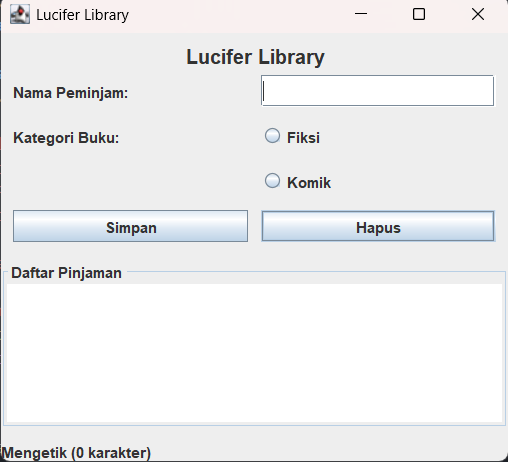 Lucifer Library
Lucifer Library
Nama Peminjam:
Kategori Buku:
Fiksi
Komik
Simpan
Hapus
Daftar Pinjaman
Mengetik (0 karakter)